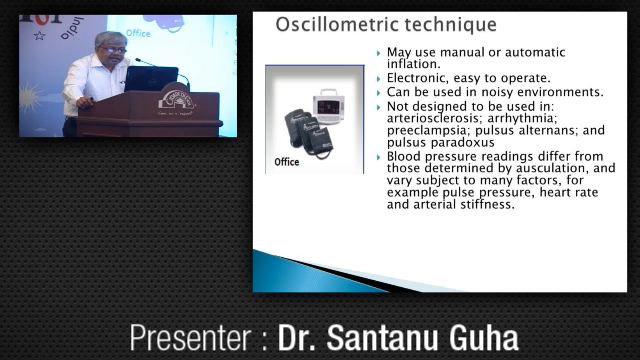 India
Office
Oscillometric technique
May use manual or automatic
inflation.
Electronic, easy to operate.
Can be used in noisy environments.
Not designed to be used in:
arteriosclerosis; arrhythmia;
preeclampsia; pulsus alternans; and
pulsus paradoxus
Blood pressure readings differ from
those determined by ausculation, and
vary subject to many factors, for
example pulse pressure, heart rate
and arterial stiffness.
Office
Presenter : Dr. Santanu Guha